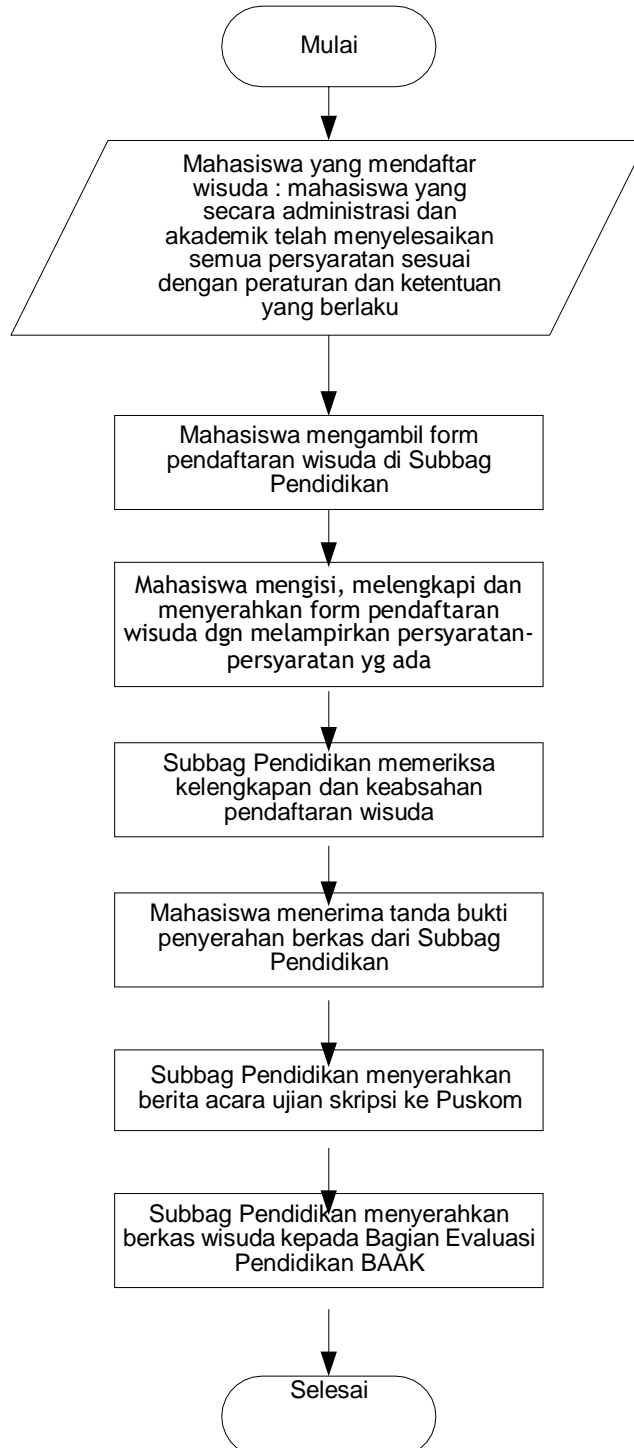 Mulai
Mahasiswa yang mendaftar
wisuda : mahasiswa yang
secara administrasi dan
akademik telah menyelesaikan
semua persyaratan sesuai
dengan peraturan dan ketentuan
yang berlaku
Mahasiswa mengambil form
pendaftaran wisuda di Subbag
Pendidikan
Mahasiswa mengisi, melengkapi dan
menyerahkan form pendaftaran
wisuda dgn melampirkan persyaratan-
persyaratan yg ada
Subbag Pendidikan memeriksa
kelengkapan dan keabsahan
pendaftaran wisuda
Mahasiswa menerima tanda bukti
penyerahan berkas dari Subbag
Pendidikan
Subbag Pendidikan menyerahkan
berita acara ujian skripsi ke Puskom
Subbag Pendidikan menyerahkan
berkas wisuda kepada Bagian Evaluasi
Pendidikan BAAK
Selesai